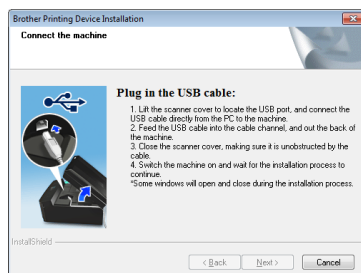 Brother Printing Device Installation
Connect the machine
Plug in the USB cable:
1. Lift the scanner cover to locate the USB port, and connect the
USB cable directly from the PC to the machine.
2. Feed the USB cable into the cable channel, and out the back of
the machine.
3. Close the scanner cover, making sure it is unobstructed by the
cable.
4. Switch the machine on and wait for the installation process to
continue.
*Some windows will open and close during the installation process.
InstallShield
< Back
Next >
Cancel